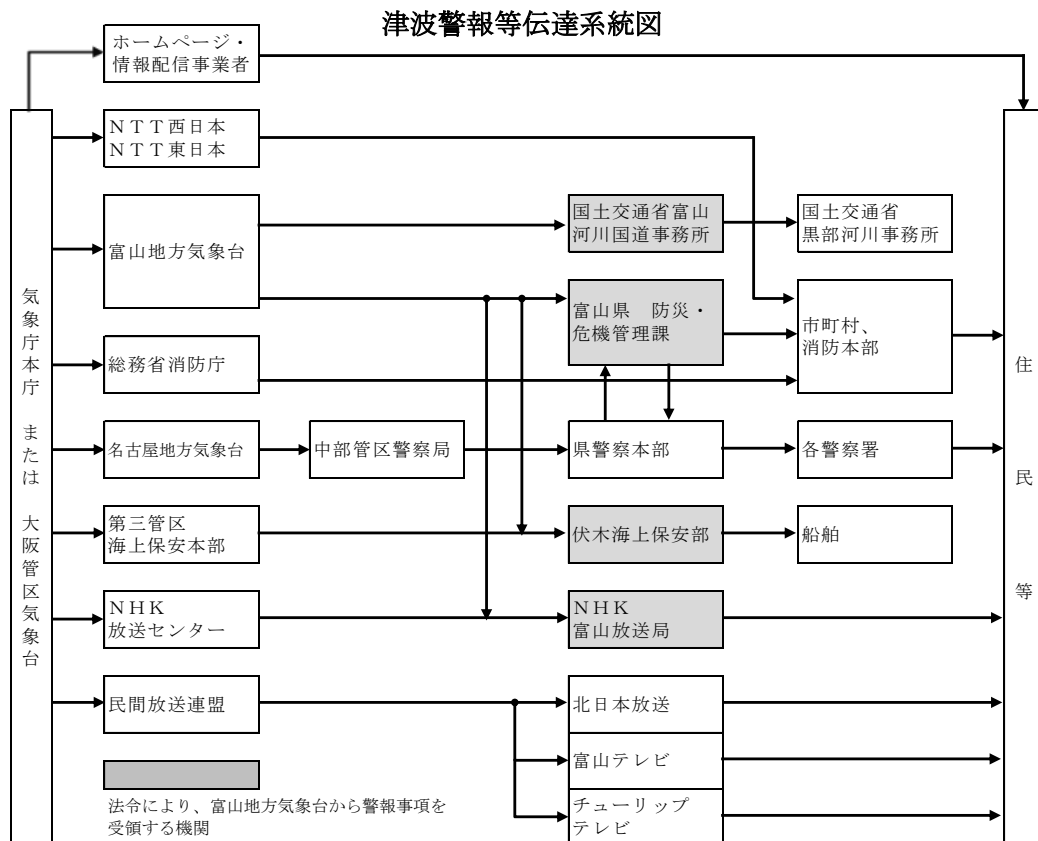 津波警報等伝達系統図
ホームページ・
情報配信事業者
ＮＴＴ西日本
ＮＴＴ東日本
富山地方気象台
国土交通省富山
河川国道事務所
国土交通省
黒部河川事務所
気象庁本庁　または　大阪管区気象台
富山県　防災・
危機管理課
市町村、
消防本部
総務省消防庁
住民等
名古屋地方気象台
中部管区警察局
県警察本部
各警察署
第三管区
海上保安本部
伏木海上保安部
船舶
ＮＨＫ
放送センター
ＮＨＫ
富山放送局
民間放送連盟
北日本放送
富山テレビ
チューリップ
テレビ
法令により、富山地方気象台から警報事項を
受領する機関